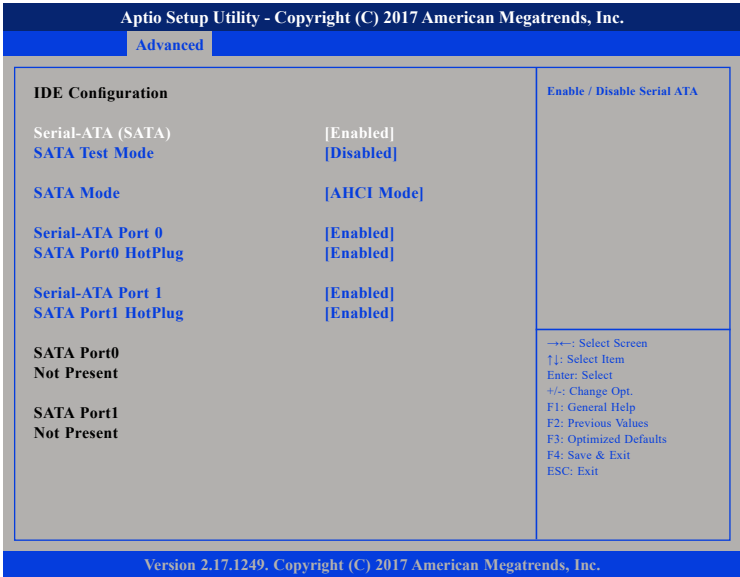 Aptio Setup Utility - Copyright (C) 2017 American Megatrends, Inc.
Advanced
IDE Configuration
Serial-ATA (SATA) [Enabled]
SATA Test Mode [Disabled]
SATA Mode [AHCI Mode]
Serial-ATA Port 0 [Enabled]
SATA Port0 HotPlug [Enabled]
Serial-ATA Port 1 [Enabled]
SATA Port1 HotPlug [Enabled]
SATA Port0
Not Present
SATA Port1
Not Present
Enable / Disable Serial ATA
→←: Select Screen
↑↓: Select Item
Enter: Select
+/-: Change Opt.
F1: General Help
F2: Previous Values
F3: Optimized Defaults
F4: Save & Exit
ESC: Exit
Version 2.17.1249. Copyright (C) 2017 American Megatrends, Inc.